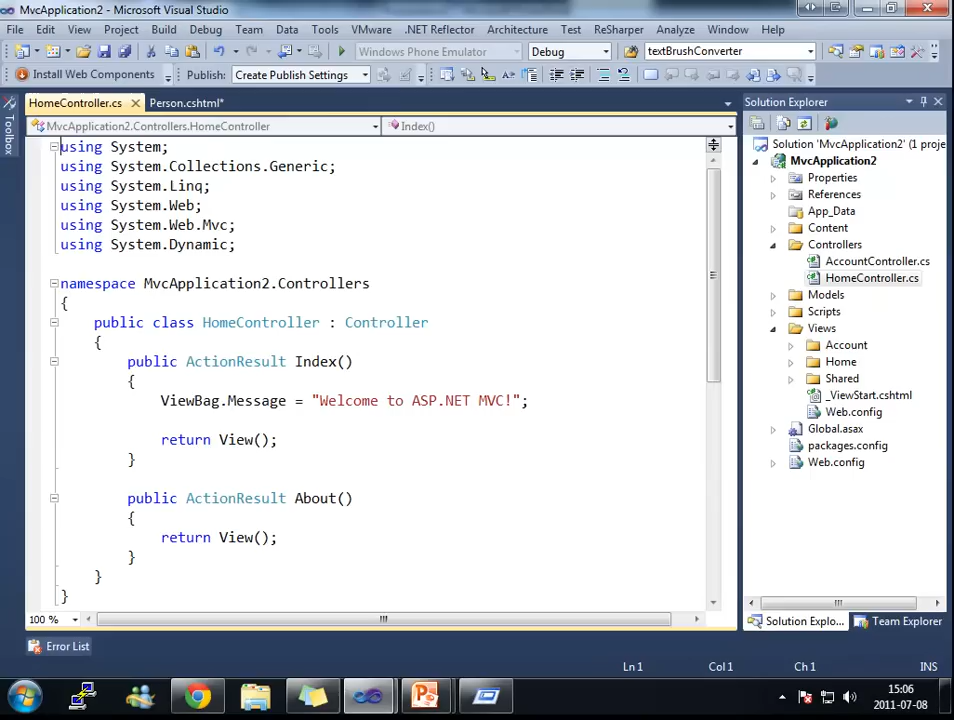 MvcApplication2 - Microsoft Visual Studio
File Edit View Project Build Debug Team Data Tools VMware .NET Reflector Architecture Test ReSharper Analyze Window Help
Windows Phone Emulator Debug textBrushConverter
Install Web Components Publish: Create Publish Settings
HomeController.cs Person.cshtml*
MvcApplication2.Controllers.HomeController Index()
using System;
using System.Collections.Generic;
using System.Linq;
using System.Web;
using System.Web.Mvc;
using System.Dynamic;
namespace MvcApplication2.Controllers
{
public class HomeController : Controller
{
public ActionResult Index()
{
ViewBag.Message = "Welcome to ASP.NET MVC!";
return View();
}
public ActionResult About()
{
return View();
}
}
}
100 %
Toolbox
Solution Explorer
Solution 'MvcApplication2' (1 proje
MvcApplication2
Properties
References
App_Data
Content
Controllers
AccountController.cs
HomeController.cs
Models
Scripts
Views
Account
Home
Shared
_ViewStart.cshtml
Web.config
Global.asax
packages.config
Web.config
Solution Explo... Team Explorer
Error List
Ln 1 Col 1 Ch 1 INS
15:06
2011-07-08